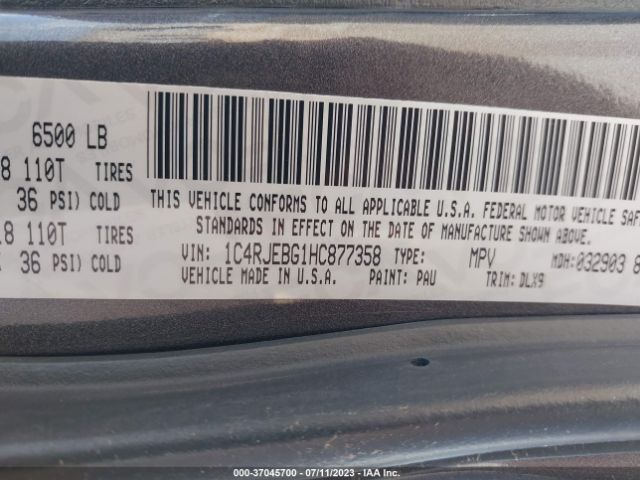 6500 LB
8 110T TIRES
36 PSI) COLD
8 110T TIRES
36 PSI) COLD
THIS VEHICLE CONFORMS TO ALL APPLICABLE U.S.A. FEDERAL MOTOR VEHICLE SAF
STANDARDS IN EFFECT ON THE DATE OF MANUFACTURE SHOWN ABOVE.
VIN: 1C4RJEBG1HC877358 TYPE: MPV MDH:032903 8
VEHICLE MADE IN U.S.A. PAINT: PAU TRIM: DLX9
000-37045700 - 07/11/2023 - IAA Inc.